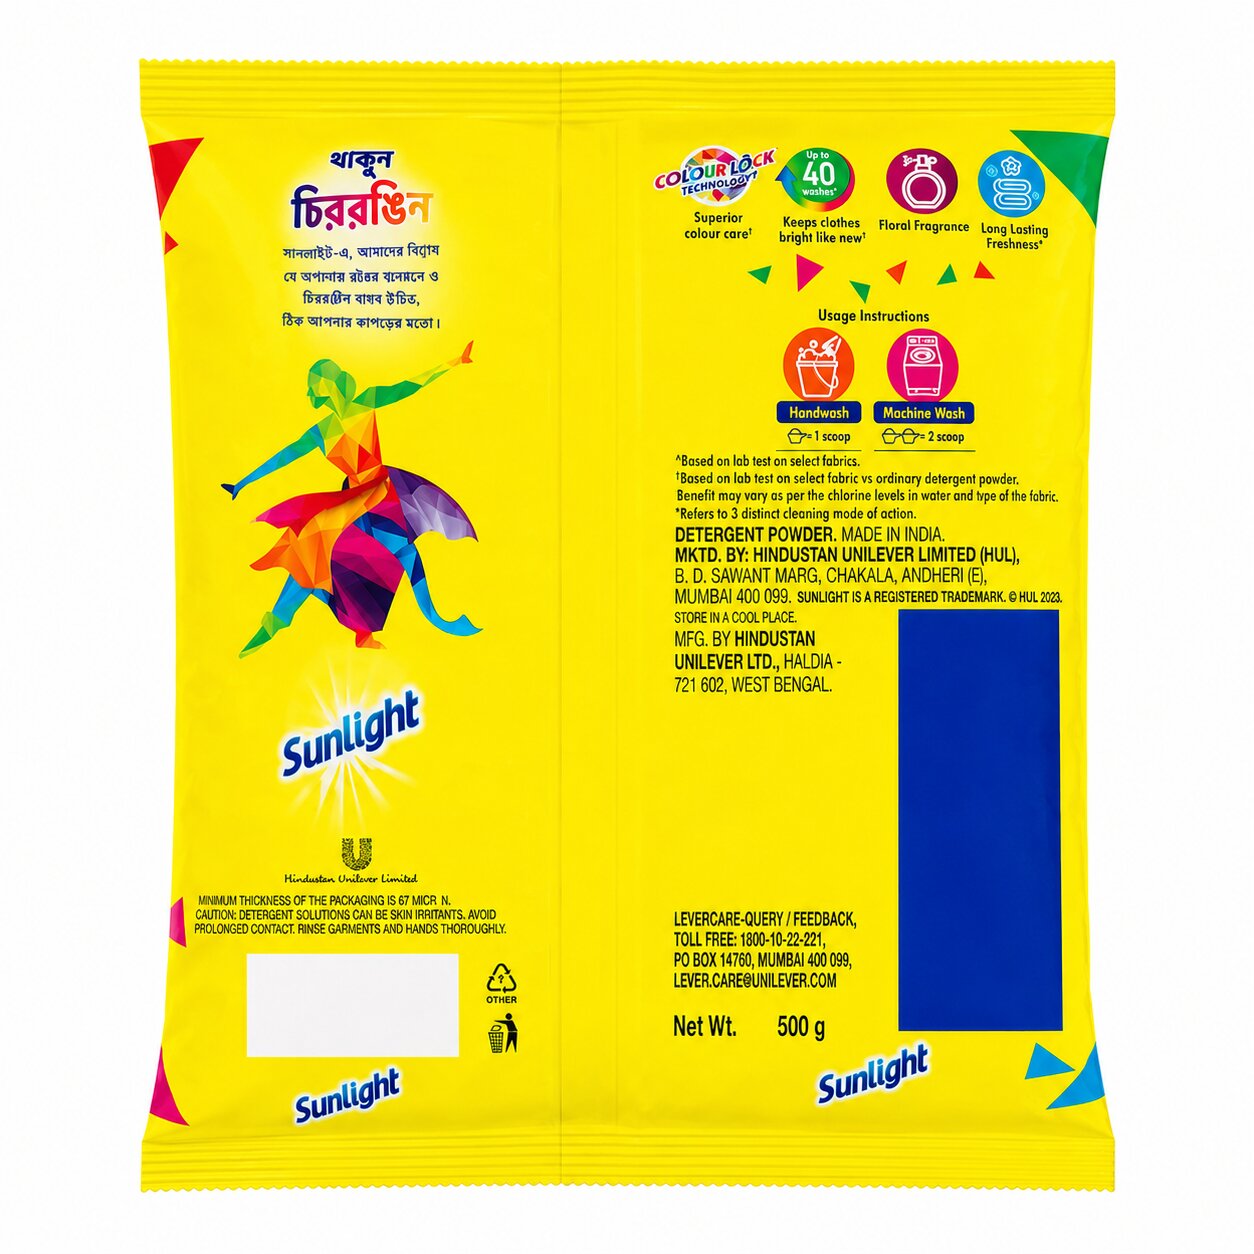 থাকুন
চিররঙিন
সানলাইট-এ, আমাদের
যে অপানার ও
উচিত,
ঠিক আপনার কাপড়ের মতো।
Sunlight
Hindustan Unilever Limited
MINIMUM THICKNESS OF THE PACKAGING IS 67 MICR N.
CAUTION: DETERGENT SOLUTIONS CAN BE SKIN IRRITANTS. AVOID
PROLONGED CONTACT. RINSE GARMENTS AND HANDS THOROUGHLY.
?
OTHER
Sunlight
COLOUR LOCK
TECHNOLOGY†
Superior
colour care†
Up to
40
washes*
Keeps clothes
bright like new†
Floral Fragrance
Long Lasting
Freshness*
Usage Instructions
Handwash
= 1 scoop
Machine Wash
= 2 scoop
^Based on lab test on select fabrics.
†Based on lab test on select fabric vs ordinary detergent powder.
Benefit may vary as per the chlorine levels in water and type of the fabric.
*Refers to 3 distinct cleaning mode of action.
DETERGENT POWDER. MADE IN INDIA.
MKTD. BY: HINDUSTAN UNILEVER LIMITED (HUL),
B. D. SAWANT MARG, CHAKALA, ANDHERI (E),
MUMBAI 400 099. SUNLIGHT IS A REGISTERED TRADEMARK. © HUL 2023.
STORE IN A COOL PLACE.
MFG. BY HINDUSTAN
UNILEVER LTD., HALDIA -
721 602, WEST BENGAL.
LEVERCARE-QUERY / FEEDBACK,
TOLL FREE: 1800-10-22-221,
PO BOX 14760, MUMBAI 400 099,
LEVER.CARE@UNILEVER.COM
Net Wt. 500 g
Sunlight